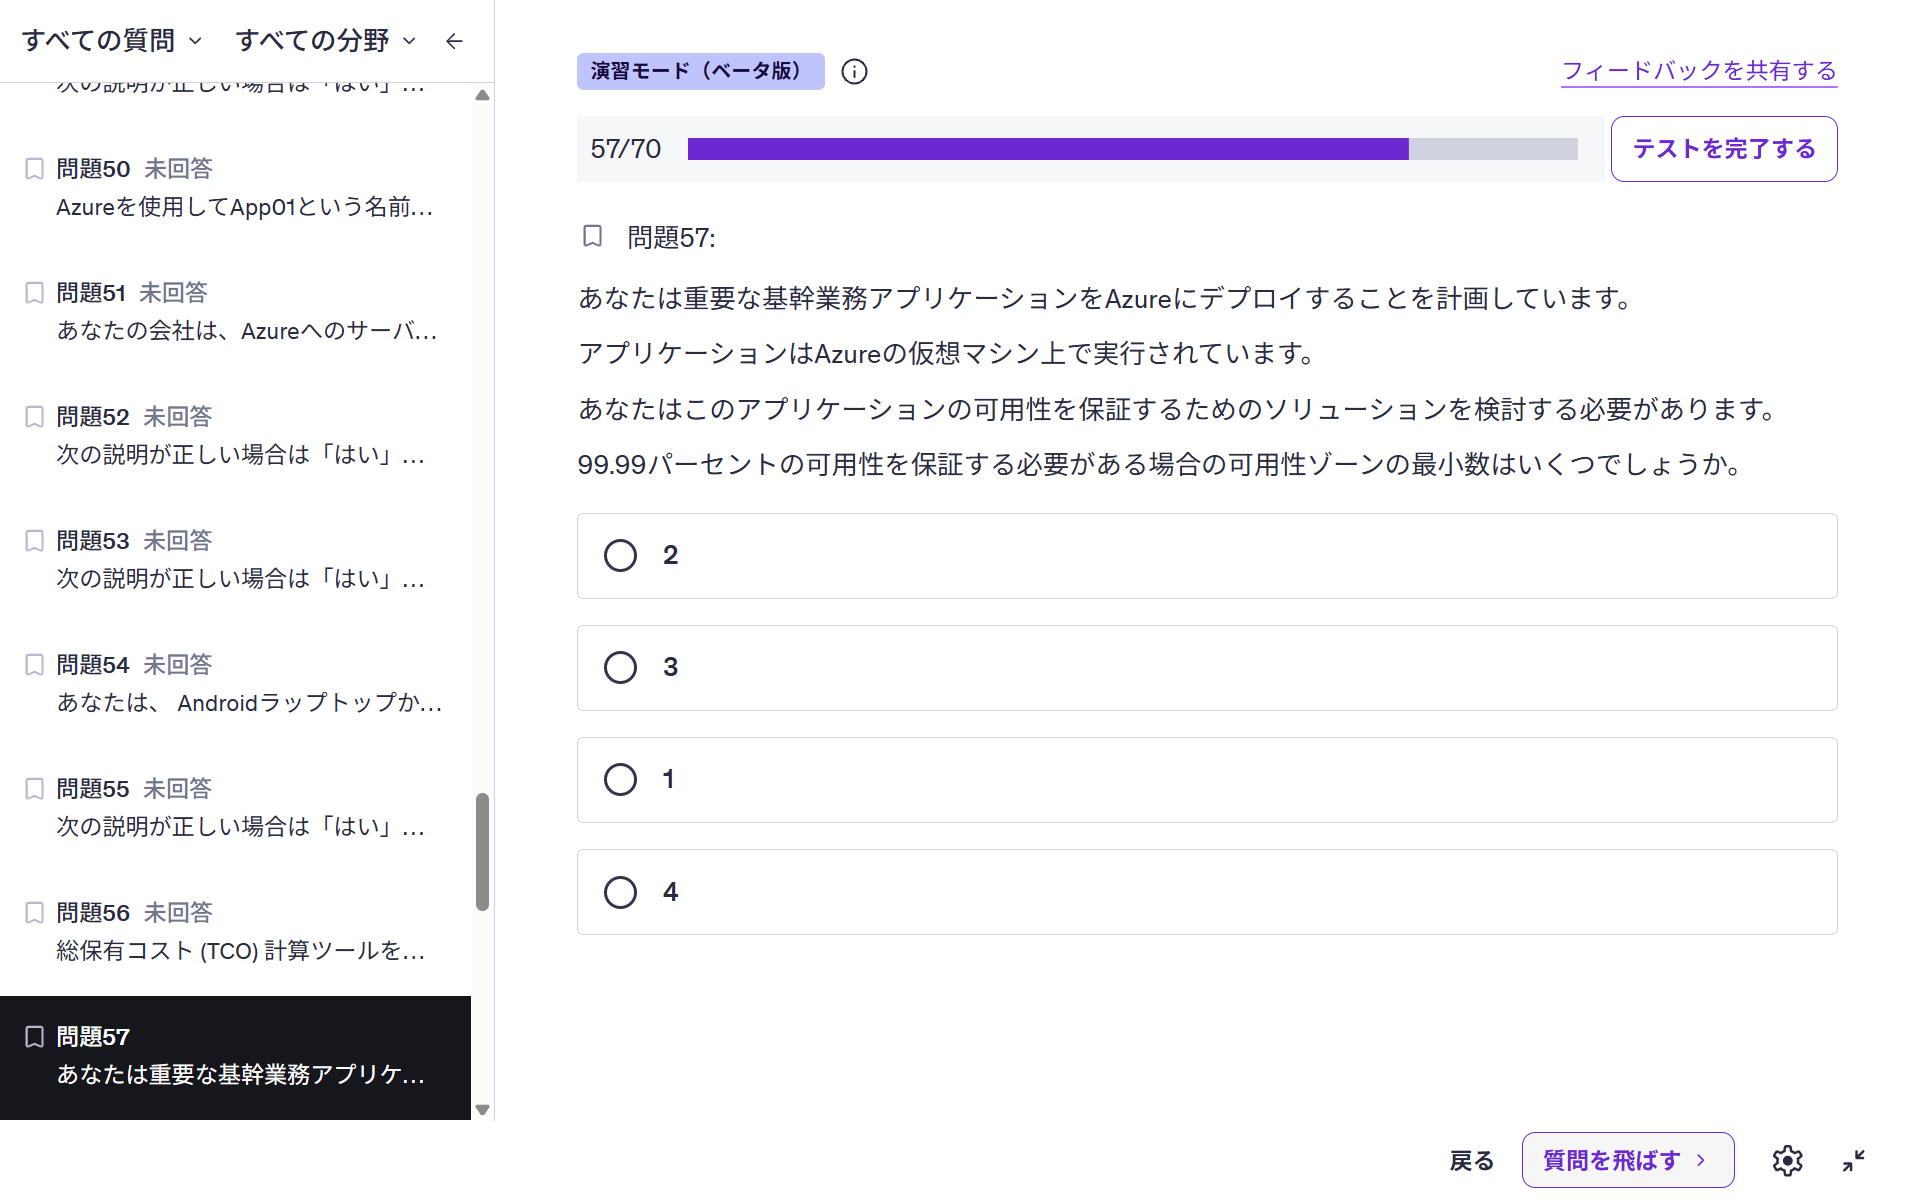 すべての質問
すべての分野
次の説明が正しい場合は「はい」...
問題50 未回答
Azureを使用してApp01という名前...
問題51 未回答
あなたの会社は、Azureへのサーバ...
問題52 未回答
次の説明が正しい場合は「はい」...
問題53 未回答
次の説明が正しい場合は「はい」...
問題54 未回答
あなたは、 Androidラップトップか...
問題55 未回答
次の説明が正しい場合は「はい」...
問題56 未回答
総保有コスト (TCO) 計算ツールを...
問題57
あなたは重要な基幹業務アプリケ...
演習モード（ベータ版）
フィードバックを共有する
57/70
テストを完了する
問題57:
あなたは重要な基幹業務アプリケーションをAzureにデプロイすることを計画しています。
アプリケーションはAzureの仮想マシン上で実行されています。
あなたはこのアプリケーションの可用性を保証するためのソリューションを検討する必要があります。
99.99パーセントの可用性を保証する必要がある場合の可用性ゾーンの最小数はいくつでしょうか。
2
3
1
4
戻る
質問を飛ばす